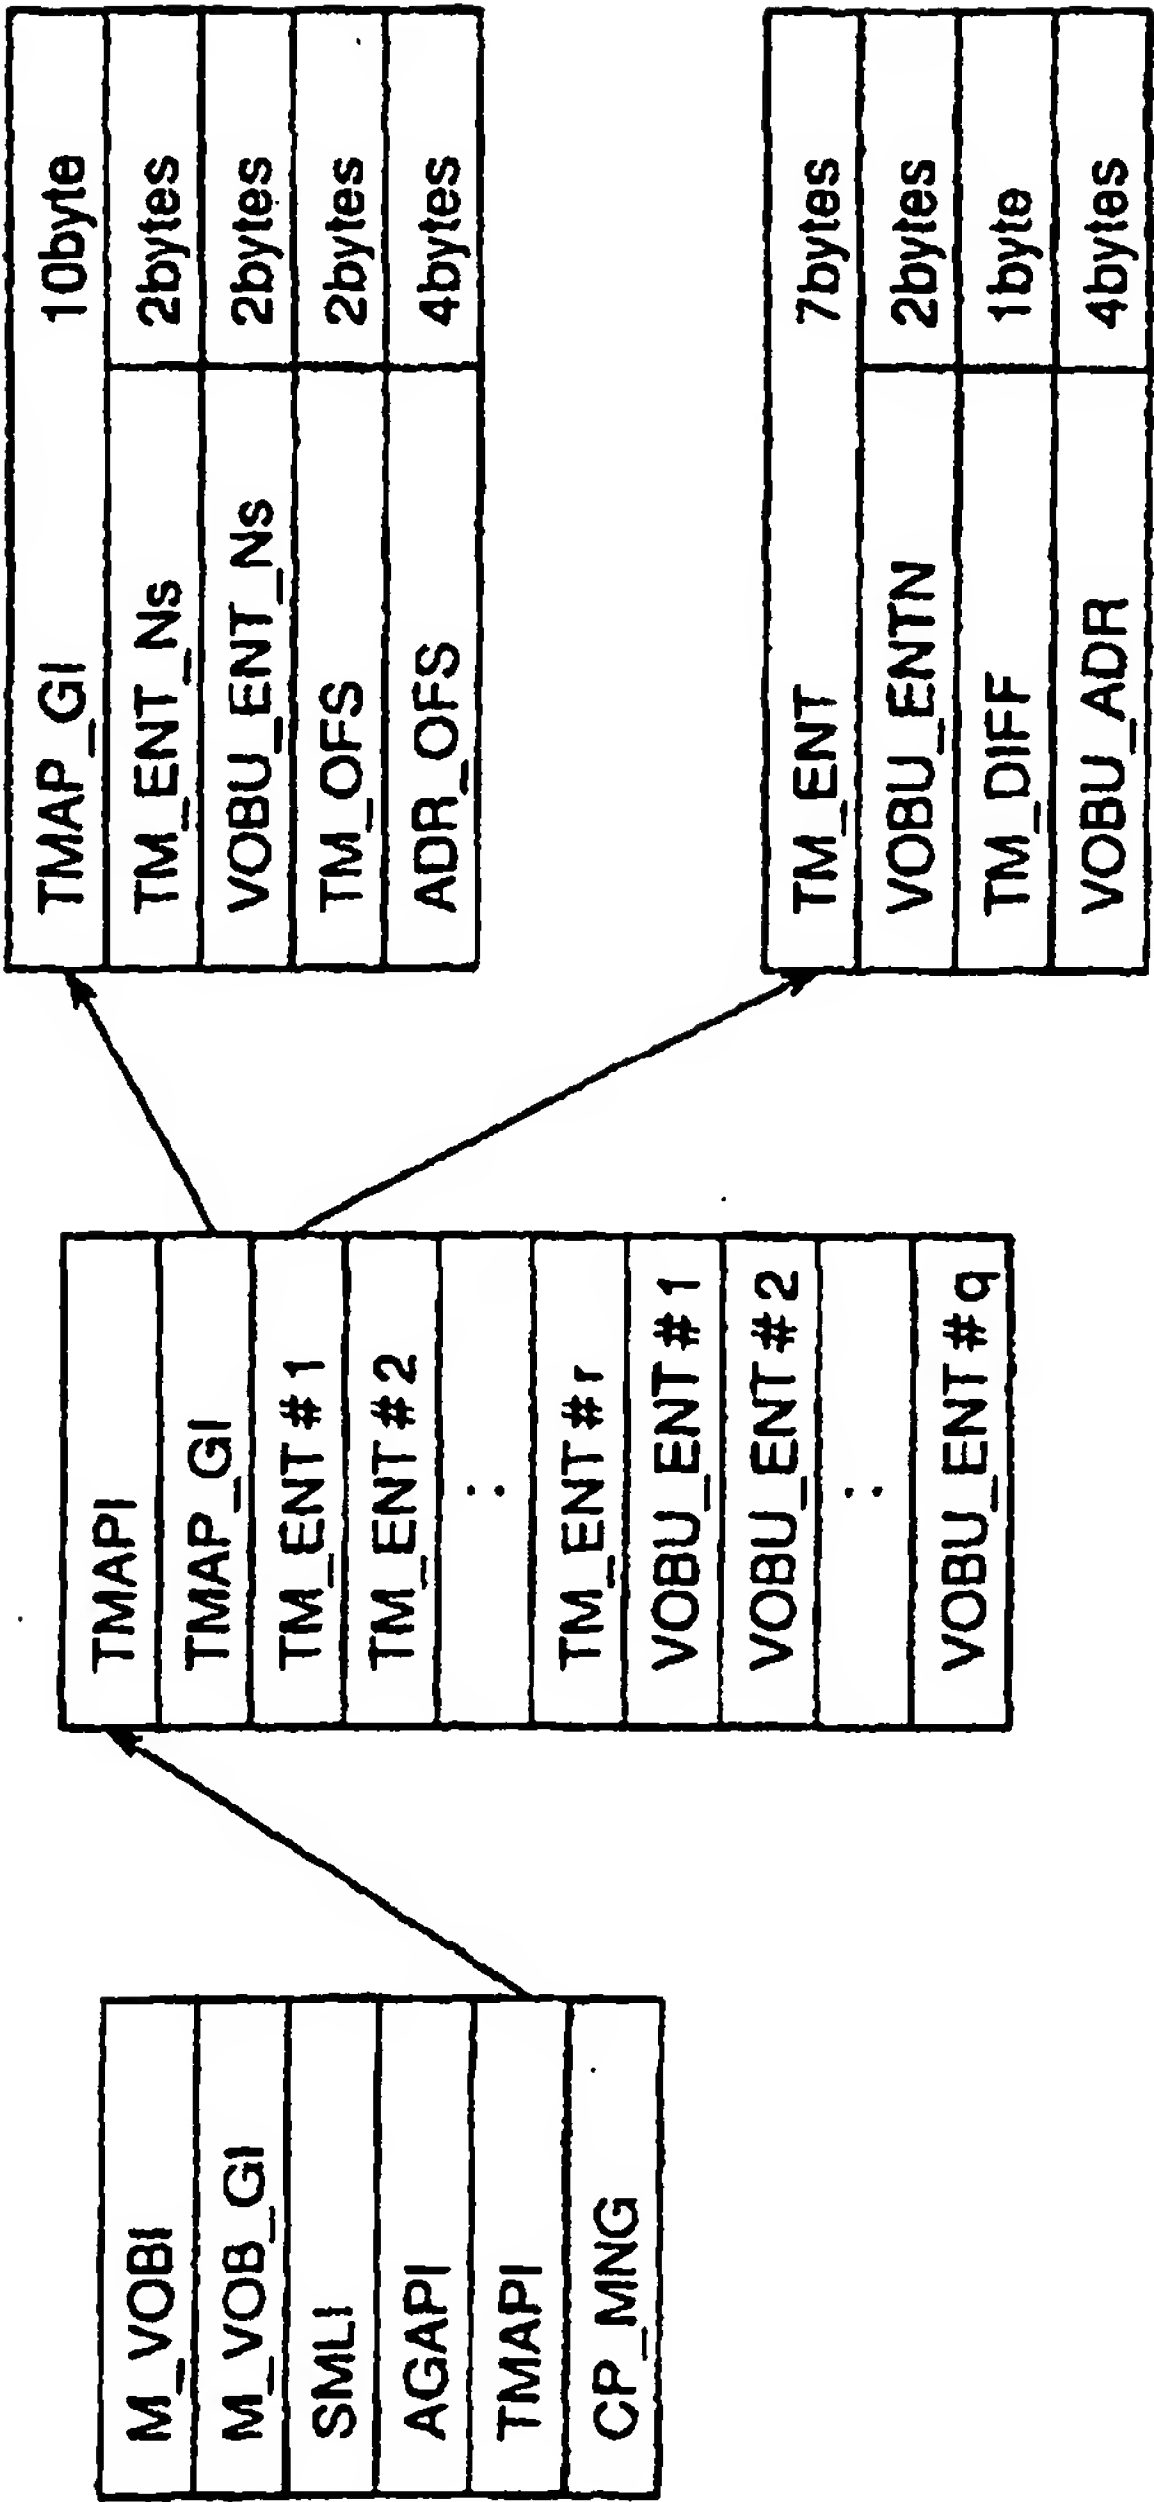 M_VOBI
M_VOB_GI
SMLI
AGAPI
TMAPI
CP_MNG
TMAPI
TMAP_GI
TM_ENT#1
TM_ENT#2
:
TM_ENT#r
VOBU_ENT#1
VOBU_ENT#2
:
VOBU_ENT#q
TMAP_GI 10byte
TM_ENT_Ns 2bytes
VOBU_ENT_Ns 2bytes
TM_OFS 2bytes
ADR_OFS 4bytes
TM_ENT 7bytes
VOBU_ENTN 2bytes
TM_DIFF 1byte
VOBU_ADR 4bytes